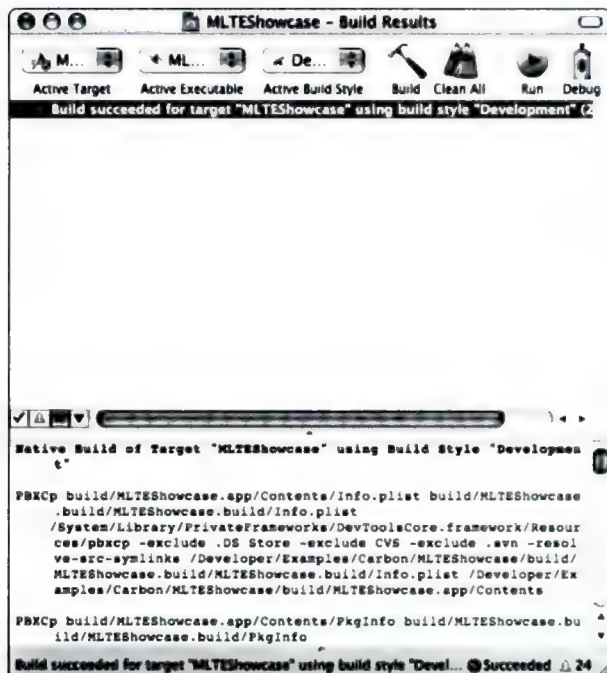 MLTEShowcase – Build Results
M... ML... De...
Active Target Active Executable Active Build Style Build Clean All Run Debug
Build succeeded for target "MLTEShowcase" using build style "Development" (2
Native Build of Target "MLTEShowcase" using Build Style "Developmen
t"
PBXCp build/MLTEShowcase.app/Contents/Info.plist build/MLTEShowcase
.build/MLTEShowcase.build/Info.plist
/System/Library/PrivateFrameworks/DevToolsCore.framework/Resour
ces/pbxcp -exclude .DS_Store -exclude CVS -exclude .svn -resol
ve-src-symlinks /Developer/Examples/Carbon/MLTEShowcase/build/
MLTEShowcase.build/MLTEShowcase.build/Info.plist /Developer/Ex
amples/Carbon/MLTEShowcase/build/MLTEShowcase.app/Contents
PBXCp build/MLTEShowcase.app/Contents/PkgInfo build/MLTEShowcase.bu
ild/MLTEShowcase.build/PkgInfo
Build succeeded for target "MLTEShowcase" using build style "Devel... Succeeded 24